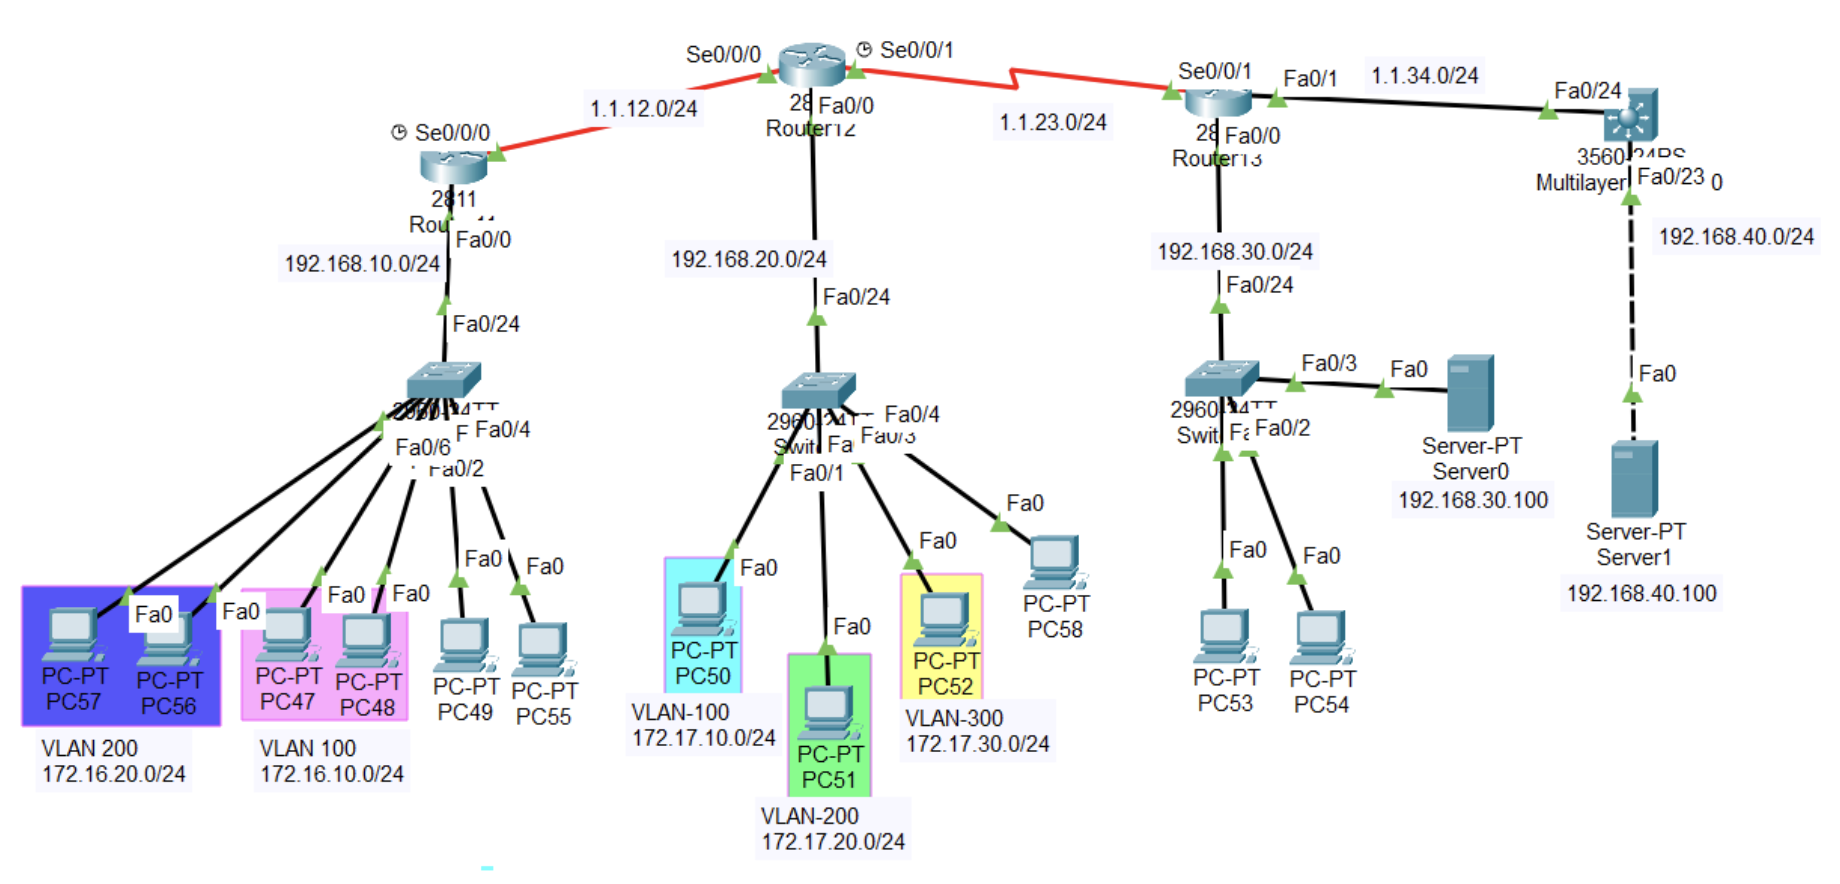 Se0/0/0
Se0/0/1
28
Fa0/0
Router12
1.1.12.0/24
Se0/0/0
2811
Fa0/0
192.168.10.0/24
Fa0/24
1.1.23.0/24
Se0/0/1
Fa0/1
1.1.34.0/24
Fa0/24
28
Fa0/0
Router13
Multilayer
Fa0/23
0
192.168.40.0/24
192.168.20.0/24
Fa0/24
192.168.30.0/24
Fa0/24
Fa0/4
Fa0/6
Fa0/2
Fa0/4
Fa0/3
Fa0/1
Fa0/2
Fa0/3
Fa0
Server-PT
Server0
192.168.30.100
Fa0
Server-PT
Server1
192.168.40.100
Fa0
PC-PT
PC57
Fa0
PC-PT
PC56
VLAN 200
172.16.20.0/24
Fa0
PC-PT
PC47
Fa0
PC-PT
PC48
VLAN 100
172.16.10.0/24
Fa0
PC-PT
PC49
Fa0
PC-PT
PC55
Fa0
PC-PT
PC50
VLAN-100
172.17.10.0/24
Fa0
PC-PT
PC51
VLAN-200
172.17.20.0/24
Fa0
PC-PT
PC52
VLAN-300
172.17.30.0/24
Fa0
PC-PT
PC58
Fa0
PC-PT
PC53
Fa0
PC-PT
PC54